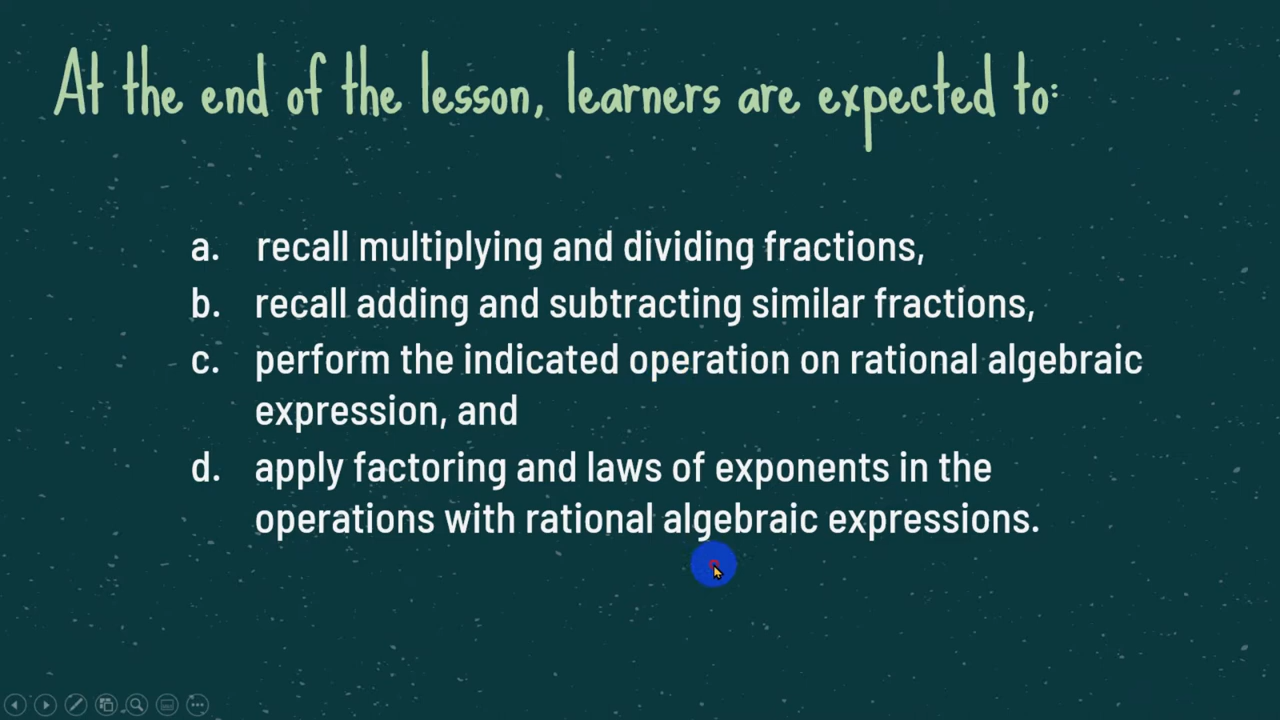 At the end of the lesson, learners are expected to:
a. recall multiplying and dividing fractions,
b. recall adding and subtracting similar fractions,
c. perform the indicated operation on rational algebraic
expression, and
d. apply factoring and laws of exponents in the
operations with rational algebraic expressions.